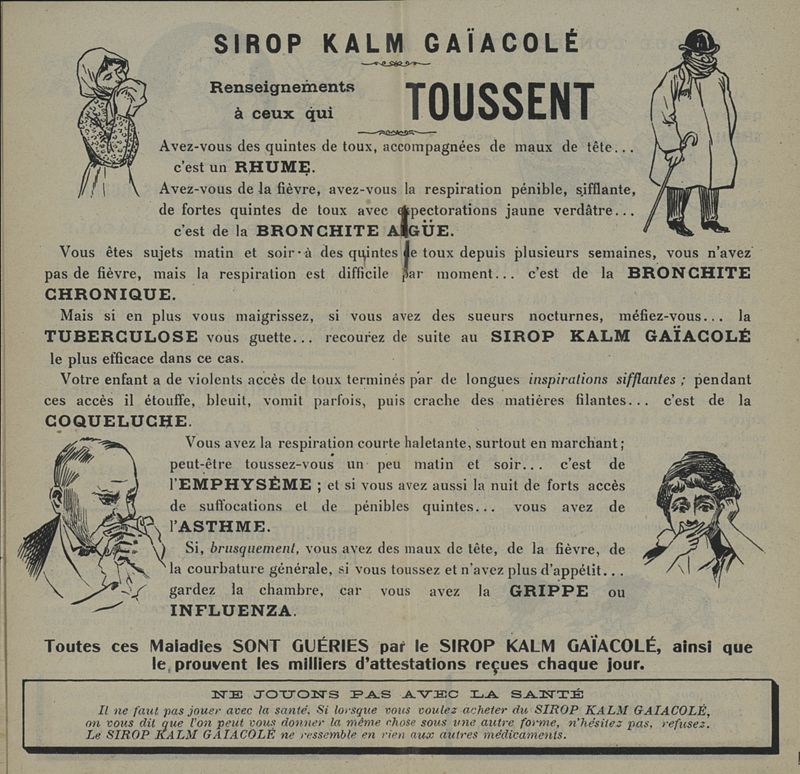 SIROP KALM GAÏACOLÉ
Renseignements
à ceux qui
TOUSSENT
Avez-vous des quintes de toux, accompagnées de maux de tête...
c'est un RHUME.
Avez-vous de la fièvre, avez-vous la respiration pénible, sifflante,
de fortes quintes de toux avec expectorations jaune verdâtre...
c'est de la BRONCHITE AIGÜE.
Vous êtes sujets matin et soir à des quintes de toux depuis plusieurs semaines, vous n'avez
pas de fièvre, mais la respiration est difficile par moment... c'est de la BRONCHITE
CHRONIQUE.
Mais si en plus vous maigrissez, si vous avez des sueurs nocturnes, méfiez-vous... la
TUBERCULOSE vous guette... recourez de suite au SIROP KALM GAÏACOLÉ
le plus efficace dans ce cas.
Votre enfant a de violents accès de toux terminés par de longues inspirations sifflantes ; pendant
ces accès il étouffe, bleuit, vomit parfois, puis crache des matières filantes... c'est de la
COQUELUCHE.
Vous avez la respiration courte haletante, surtout en marchant ;
peut-être toussez-vous un peu matin et soir... c'est de
l'EMPHYSÈME ; et si vous avez aussi la nuit de forts accès
de suffocations et de pénibles quintes... vous avez de
l'ASTHME.
Si, brusquement, vous avez des maux de tête, de la fièvre, de
la courbature générale, si vous toussez et n'avez plus d'appétit...
gardez la chambre, car vous avez la GRIPPE ou
INFLUENZA.
Toutes ces Maladies SONT GUÉRIES par le SIROP KALM GAÏACOLÉ, ainsi que
le prouvent les milliers d'attestations reçues chaque jour.
NE JOUONS PAS AVEC LA SANTÉ
Il ne faut pas jouer avec la santé. Si lorsque vous voulez acheter du SIROP KALM GAIACOLÉ,
on vous dit que l'on peut vous donner la même chose sous une autre forme, n'hésitez pas, refusez.
Le SIROP KALM GAIACOLÉ ne ressemble en rien aux autres médicaments.